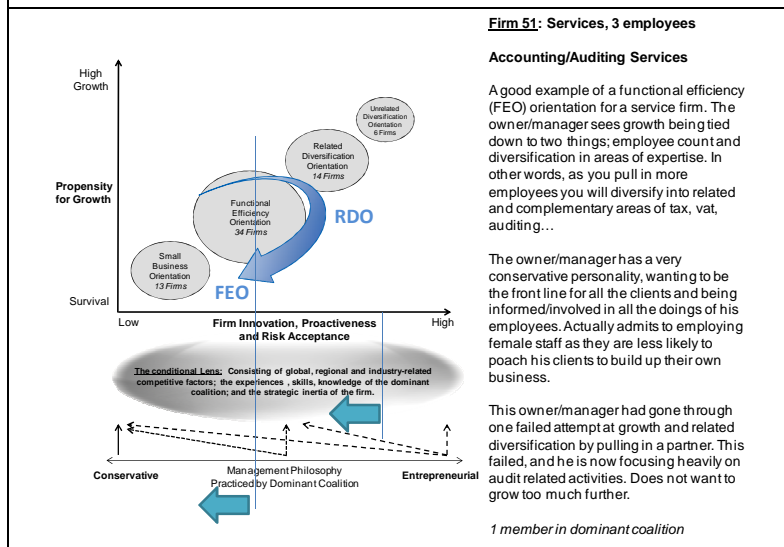 High
Growth
Propensity
for Growth
Survival
Unrelated
Diversification
Orientation
6 Firms
Related
Diversification
Orientation
14 Firms
Functional
Efficiency
Orientation
34 Firms
Small
Business
Orientation
13 Firms
RDO
FEO
Low
Firm Innovation, Proactiveness
and Risk Acceptance
High
The conditional Lens: Consisting of global, regional and industry-related
competitive factors; the experiences , skills, knowledge of the dominant
coalition; and the strategic inertia of the firm.
Conservative
Management Philosophy
Practiced by Dominant Coalition
Entrepreneurial
Firm 51: Services, 3 employees
Accounting/Auditing Services
A good example of a functional efficiency
(FEO) orientation for a service firm. The
owner/manager sees growth being tied
down to two things; employee count and
diversification in areas of expertise. In
other words, as you pull in more
employees you will diversify into related
and complementary areas of tax, vat,
auditing…
The owner/manager has a very
conservative personality, wanting to be
the front line for all the clients and being
informed/involved in all the doings of his
employees. Actually admits to employing
female staff as they are less likely to
poach his clients to build up their own
business.
This owner/manager had gone through
one failed attempt at growth and related
diversification by pulling in a partner. This
failed, and he is now focusing heavily on
audit related activities. Does not want to
grow too much further.
1 member in dominant coalition